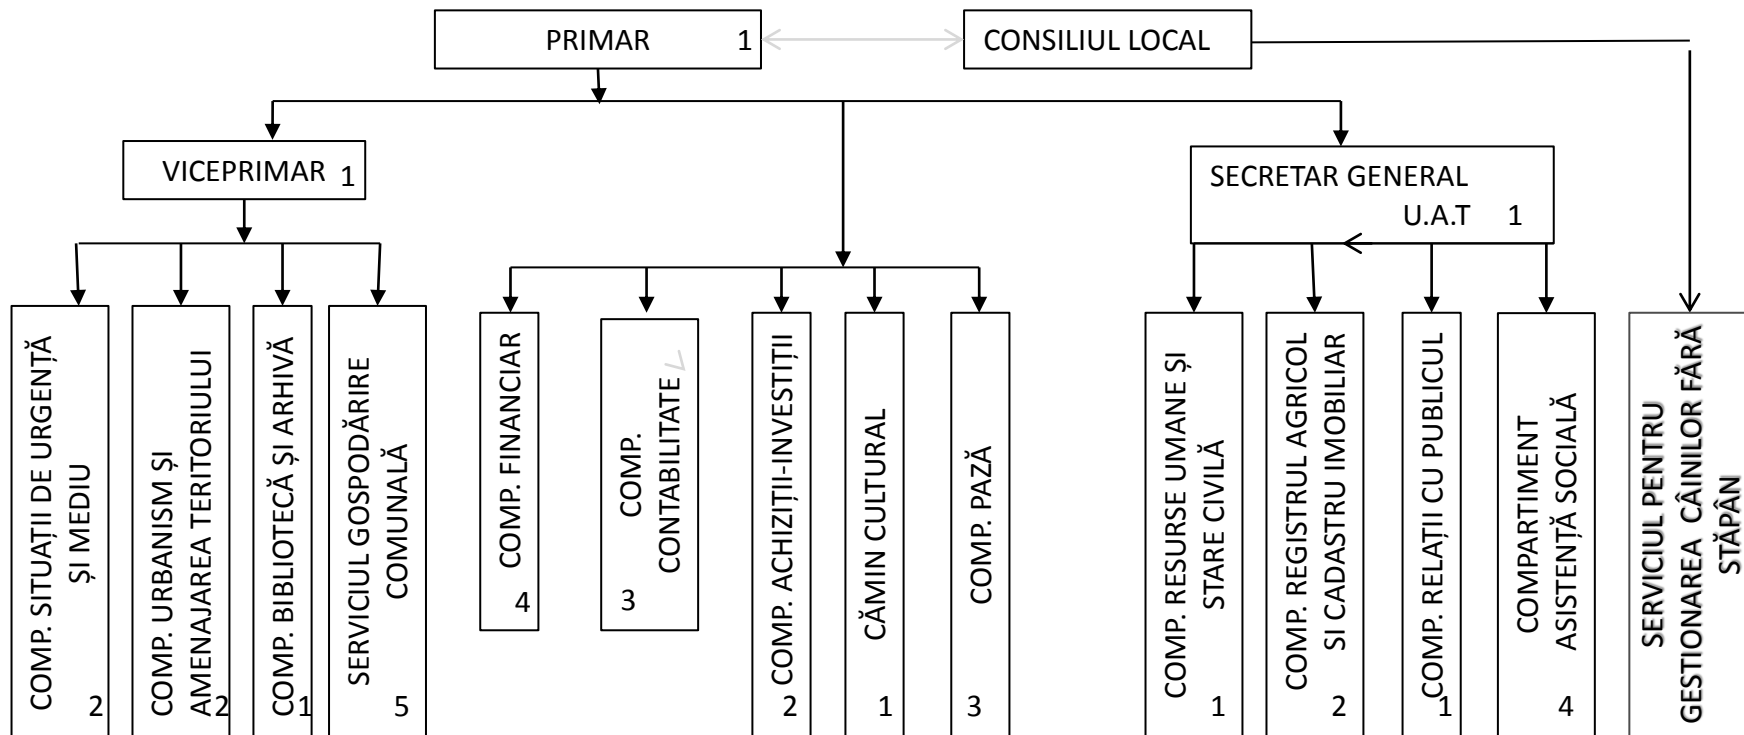 PRIMAR 1
CONSILIUL LOCAL
VICEPRIMAR 1
SECRETAR GENERAL
U.A.T 1
COMP. SITUAȚII DE URGENȚĂ
ȘI MEDIU
2
COMP. URBANISM ȘI
AMENAJAREA TERITORIULUI
2
COMP. BIBLIOTECĂ ȘI ARHIVĂ
1
SERVICIUL GOSPODĂRIRE
COMUNALĂ
5
COMP. FINANCIAR
4
COMP.
CONTABILITATE
3
COMP. ACHIZIȚII-INVESTIȚII
2
CĂMIN CULTURAL
1
COMP. PAZĂ
3
COMP. RESURSE UMANE ȘI
STARE CIVILĂ
1
COMP. REGISTRUL AGRICOL
SI CADASTRU IMOBILIAR
2
COMP. RELAȚII CU PUBLICUL
1
COMPARTIMENT
ASISTENȚĂ SOCIALĂ
4
SERVICIUL PENTRU
GESTIONAREA CÂINILOR FĂRĂ
STĂPÂN